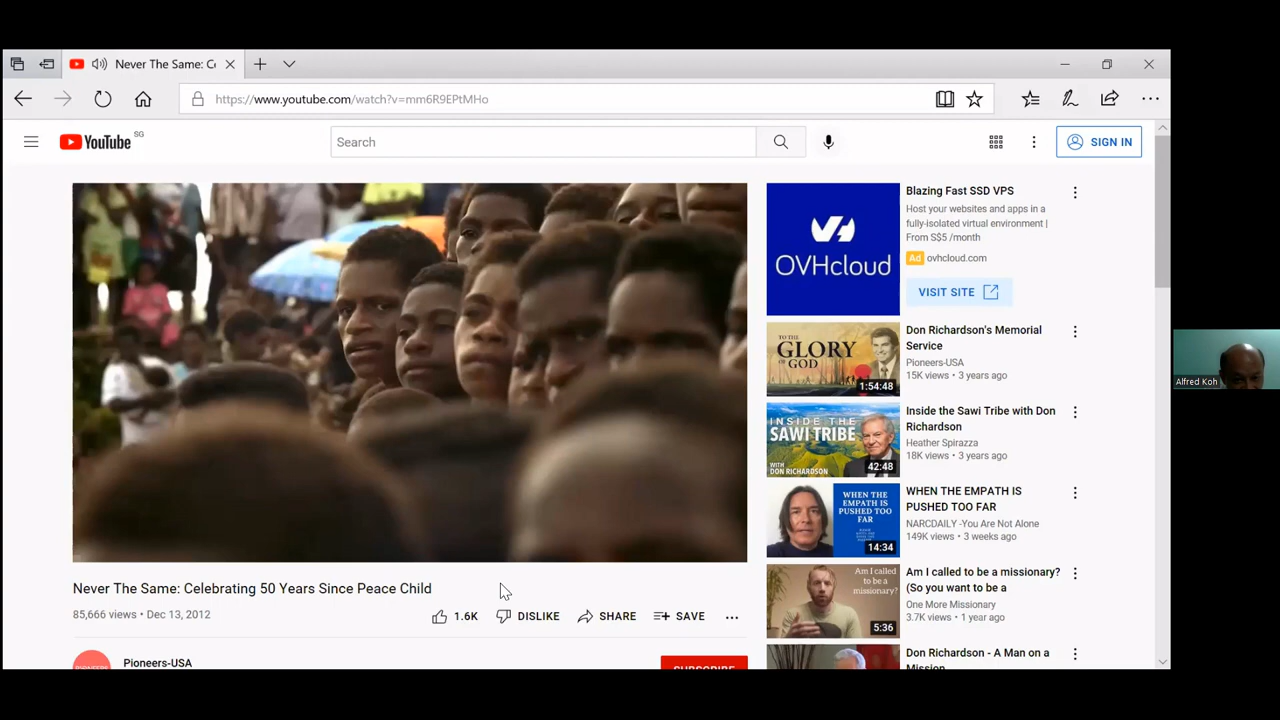 Never The Same: Ce
https://www.youtube.com/watch?v=mm6R9EPtMHo
YouTube SG
Search
SIGN IN
OVHcloud
Blazing Fast SSD VPS
Host your websites and apps in a
fully-isolated virtual environment |
From S$5 /month
Ad ovhcloud.com
VISIT SITE
TO THE
GLORY
OF GOD
1:54:48
Don Richardson's Memorial
Service
Pioneers-USA
15K views • 3 years ago
INSIDE THE
SAWI TRIBE
WITH
DON RICHARDSON
42:48
Inside the Sawi Tribe with Don
Richardson
Heather Spirazza
18K views • 3 years ago
WHEN THE
EMPATH IS
PUSHED TOO
FAR
14:34
WHEN THE EMPATH IS
PUSHED TOO FAR
NARCDAILY -You Are Not Alone
149K views • 3 weeks ago
Am I called
to be a
missionary?
5:36
Am I called to be a missionary?
(So you want to be a
One More Missionary
3.7K views • 1 year ago
Don Richardson - A Man on a
Mission
Never The Same: Celebrating 50 Years Since Peace Child
85,666 views • Dec 13, 2012
1.6K
DISLIKE
SHARE
SAVE
Pioneers-USA
SUBSCRIBE
Alfred Koh